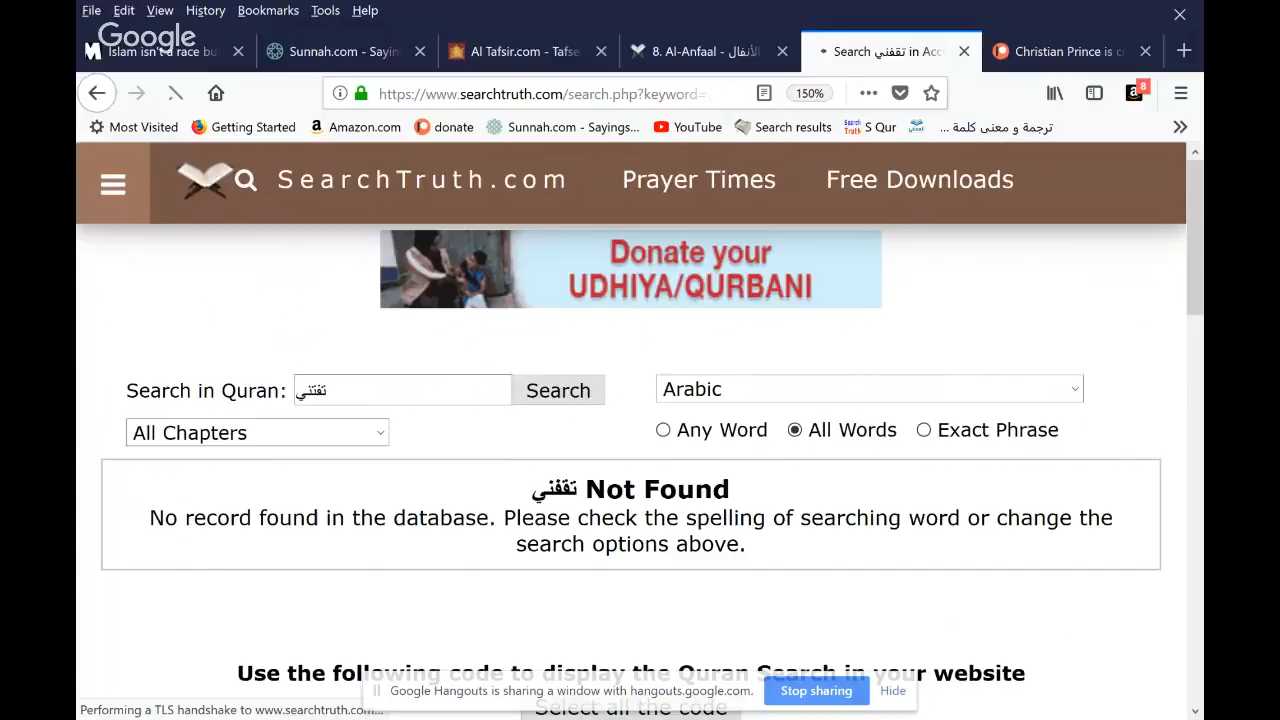 File Edit View History Bookmarks Tools Help
Google
Islam isn't a race bu
Sunnah.com - Sayin
Al Tafsir.com - Tafse
8. Al-Anfaal - الأنفال
Search تقفني in Acc
Christian Prince is c
https://www.searchtruth.com/search.php?keyword=
150%
8
Most Visited Getting Started Amazon.com donate Sunnah.com - Sayings... YouTube Search results Search Truth S Qur ترجمة و معنى كلمة ...
SearchTruth.com Prayer Times Free Downloads
Donate your
UDHIYA/QURBANI
Search in Quran: تفتني Search Arabic
All Chapters Any Word All Words Exact Phrase
تقفني Not Found
No record found in the database. Please check the spelling of searching word or change the
search options above.
Use the following code to display the Quran Search in your website
Google Hangouts is sharing a window with hangouts.google.com. Stop sharing Hide
Select all the code
Performing a TLS handshake to www.searchtruth.com...